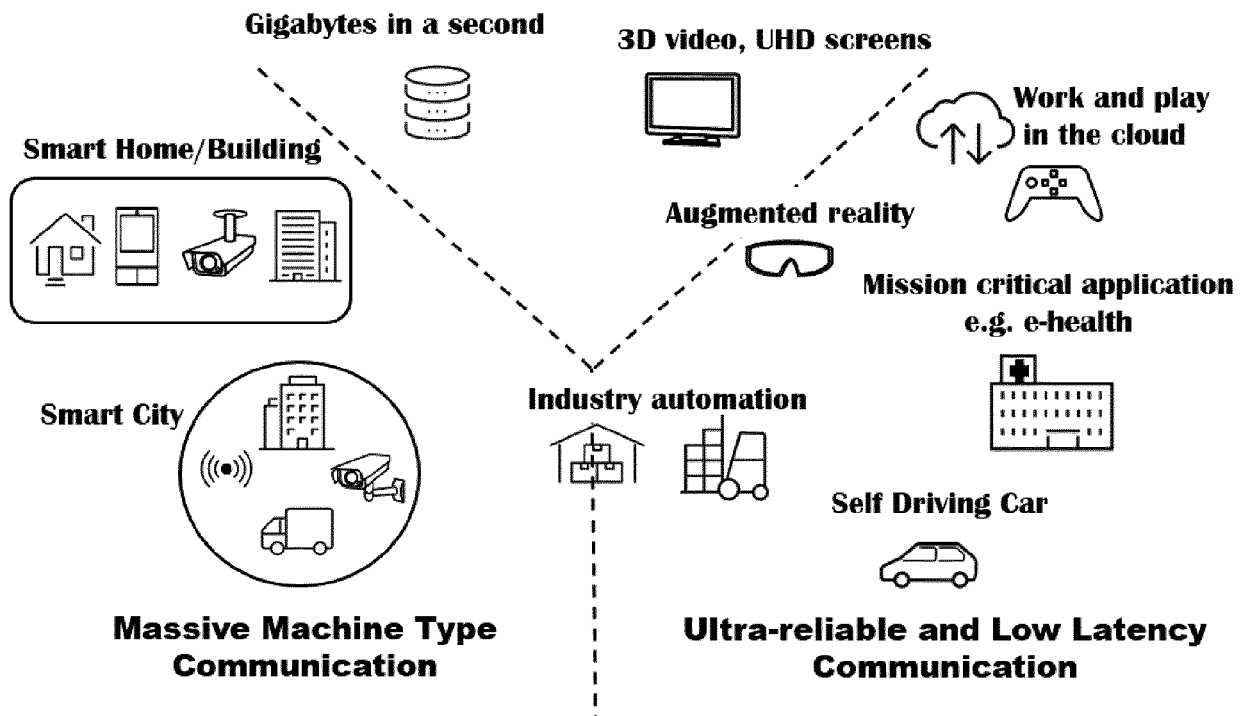 Gigabytes in a second
3D video, UHD screens
Work and play
in the cloud
Smart Home/Building
Augmented reality
Mission critical application
e.g. e-health
Industry automation
Smart City
Self Driving Car
Massive Machine Type
Communication
Ultra-reliable and Low Latency
Communication